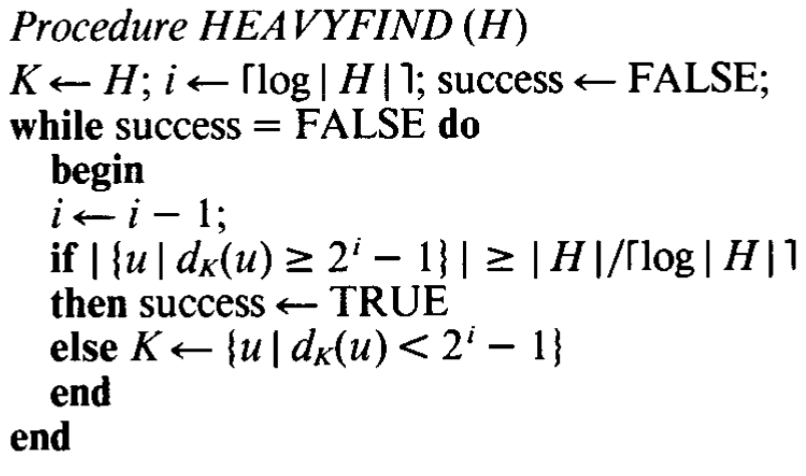 Procedure HEAVYFIND (H)
K ← H; i ← ⌈log | H |⌉; success ← FALSE;
while success = FALSE do
begin
i ← i − 1;
if | {u | d_K(u) ≥ 2^i − 1} | ≥ | H |/⌈log | H |⌉
then success ← TRUE
else K ← {u | d_K(u) < 2^i − 1}
end
end